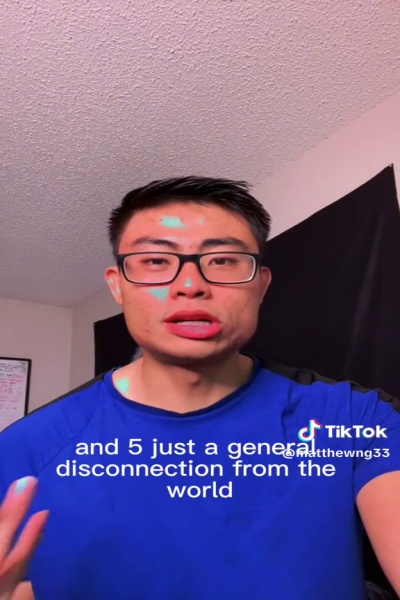 TikTok
@matthewng33
and 5 just a general
disconnection from the
world